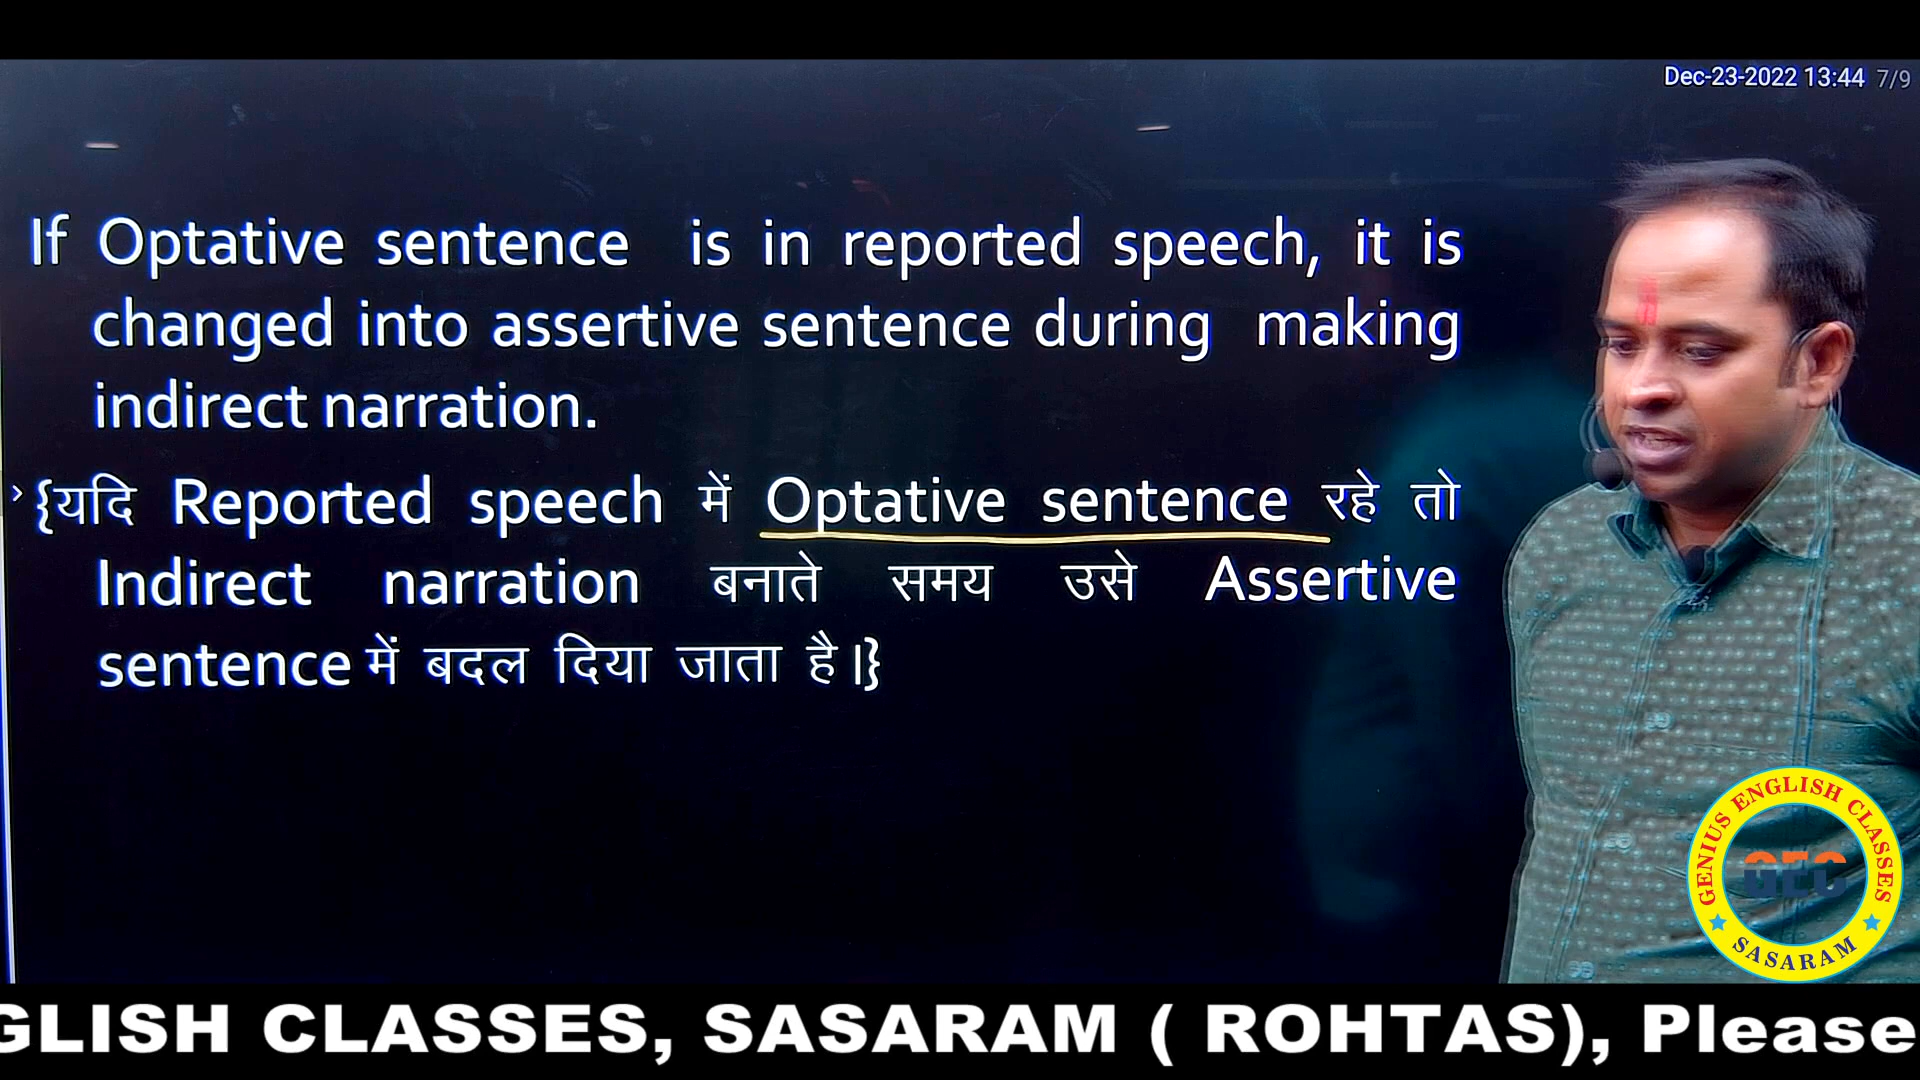 Dec-23-2022 13:44 7/9
If Optative sentence is in reported speech, it is
changed into assertive sentence during making
indirect narration.
{यदि Reported speech में Optative sentence रहे तो
Indirect narration बनाते समय उसे Assertive
sentence में बदल दिया जाता है।}
GENIUS ENGLISH CLASSES
GEC
SASARAM
GLISH CLASSES, SASARAM ( ROHTAS), Please